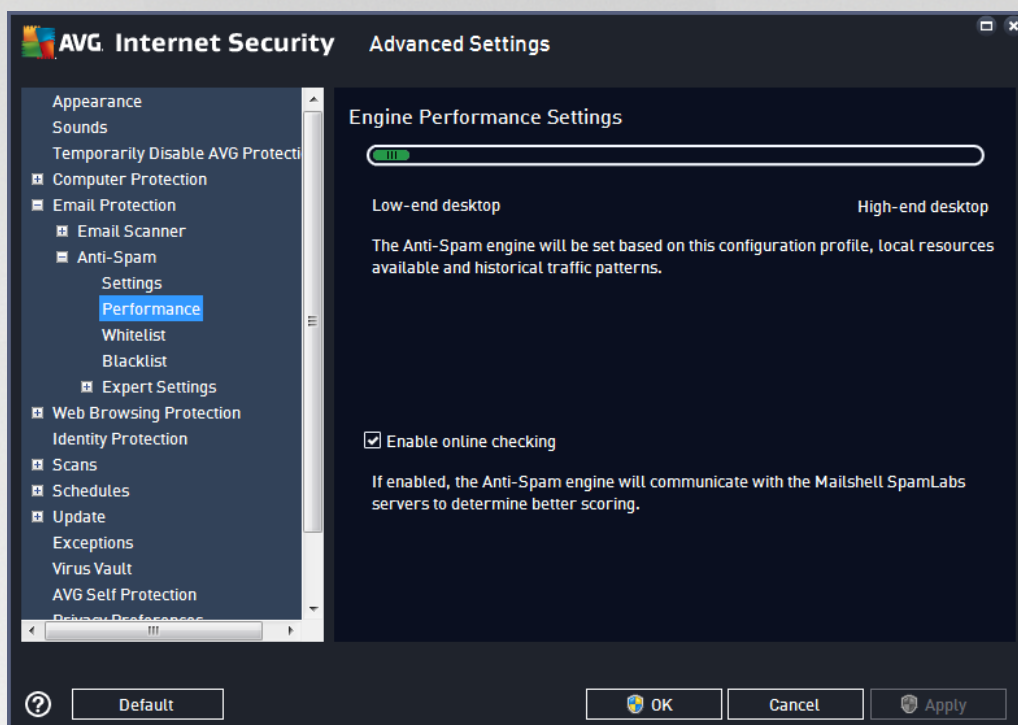 AVG. Internet Security Advanced Settings
Appearance
Sounds
Temporarily Disable AVG Protecti
Computer Protection
Email Protection
Email Scanner
Anti-Spam
Settings
Performance
Whitelist
Blacklist
Expert Settings
Web Browsing Protection
Identity Protection
Scans
Schedules
Update
Exceptions
Virus Vault
AVG Self Protection
Privacy Preferences
Engine Performance Settings
Low-end desktop
High-end desktop
The Anti-Spam engine will be set based on this configuration profile, local resources
available and historical traffic patterns.
Enable online checking
If enabled, the Anti-Spam engine will communicate with the Mailshell SpamLabs
servers to determine better scoring.
Default
OK
Cancel
Apply